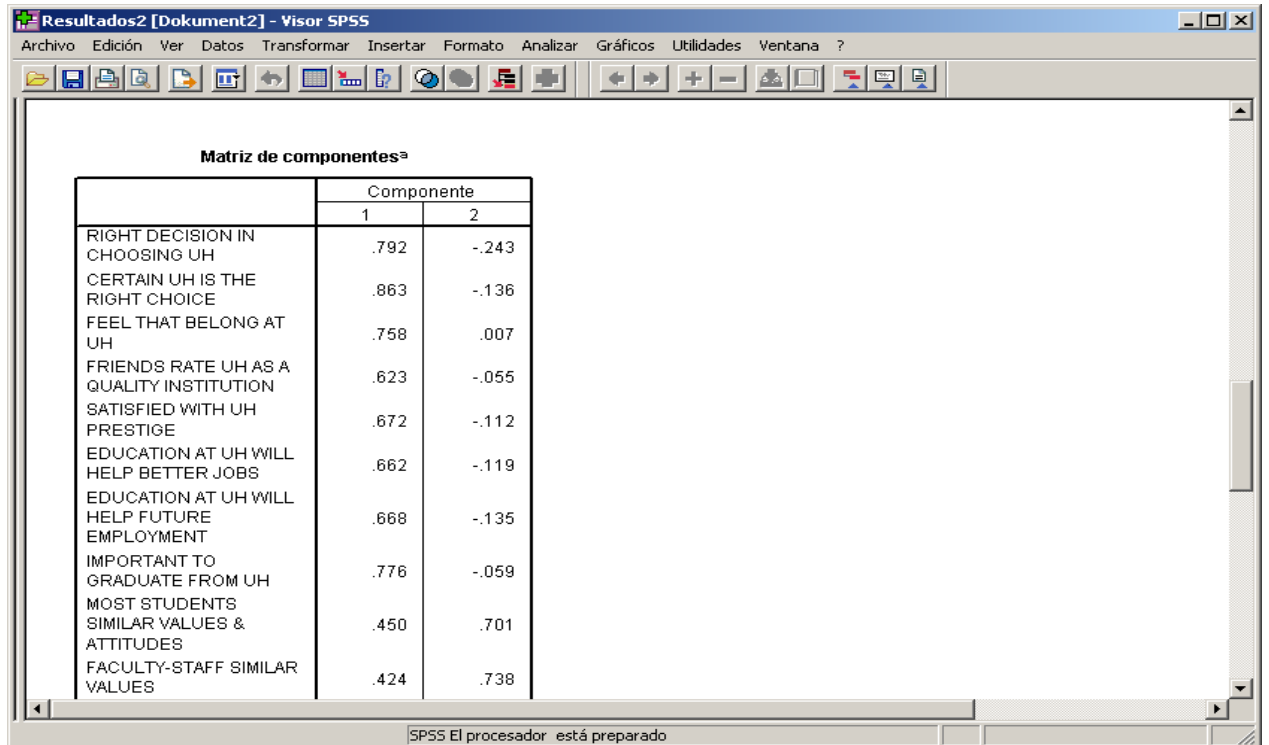 Resultados2 [Dokument2] - Visor SPSS
Archivo Edición Ver Datos Transformar Insertar Formato Analizar Gráficos Utilidades Ventana ?
Matriz de componentesᵃ
Componente
1 2
RIGHT DECISION IN
CHOOSING UH .792 -.243
CERTAIN UH IS THE
RIGHT CHOICE .863 -.136
FEEL THAT BELONG AT
UH .758 .007
FRIENDS RATE UH AS A
QUALITY INSTITUTION .623 -.055
SATISFIED WITH UH
PRESTIGE .672 -.112
EDUCATION AT UH WILL
HELP BETTER JOBS .662 -.119
EDUCATION AT UH WILL
HELP FUTURE .668 -.135
EMPLOYMENT
IMPORTANT TO
GRADUATE FROM UH .776 -.059
MOST STUDENTS
SIMILAR VALUES & .450 .701
ATTITUDES
FACULTY-STAFF SIMILAR
VALUES .424 .738
SPSS El procesador está preparado